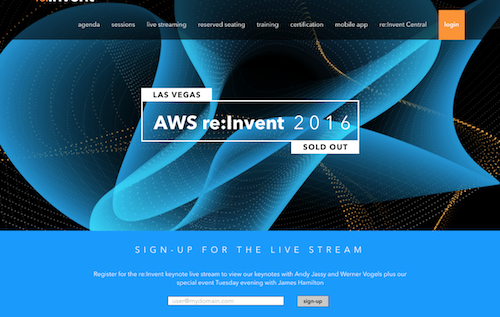 re:Invent
agenda sessions live streaming reserved seating training certification mobile app re:Invent Central login
LAS VEGAS
AWS re:Invent 2016
SOLD OUT
SIGN-UP FOR THE LIVE STREAM
Register for the re:Invent keynote live stream to view our keynotes with Andy Jassy and Werner Vogels plus our
special event Tuesday evening with James Hamilton
user@mydomain.com sign-up